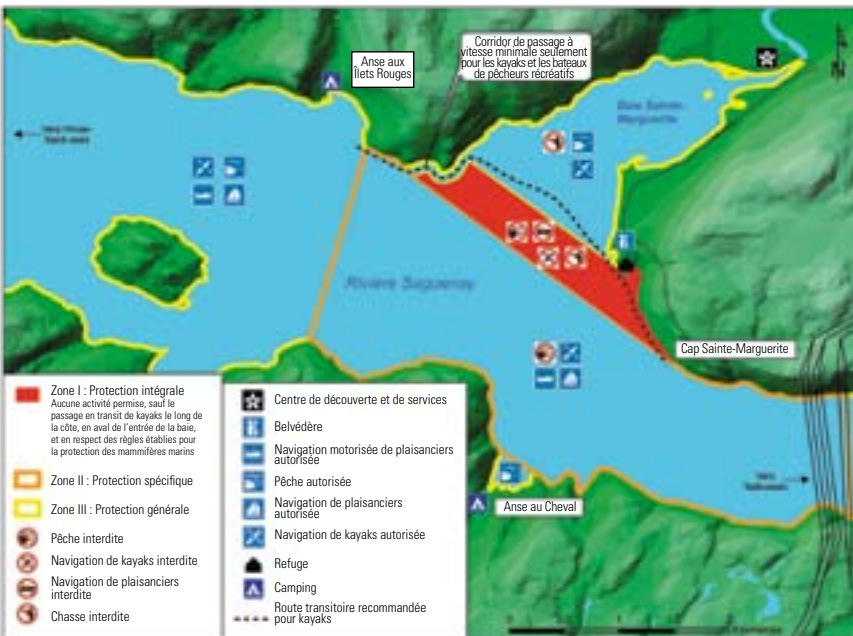 Anse aux
Îlets Rouges
Corridor de passage à
vitesse minimale seulement
pour les kayaks et les bateaux
de pêcheurs récréatifs
Baie Sainte-
Marguerite
Rivière Saguenay
Cap Sainte-Marguerite
Anse au Cheval
Zone I : Protection intégrale
Aucune activité permise, sauf le
passage en transit de kayaks le long de
la côte, en aval de l'entrée de la baie,
et en respect des règles établies pour
la protection des mammifères marins
Zone II : Protection spécifique
Zone III : Protection générale
Pêche interdite
Navigation de kayaks interdite
Navigation de plaisanciers
interdite
Chasse interdite
Centre de découverte et de services
Belvédère
Navigation motorisée de plaisanciers
autorisée
Pêche autorisée
Navigation de plaisanciers
autorisée
Navigation de kayaks autorisée
Refuge
Camping
Route transitoire recommandée
pour kayaks